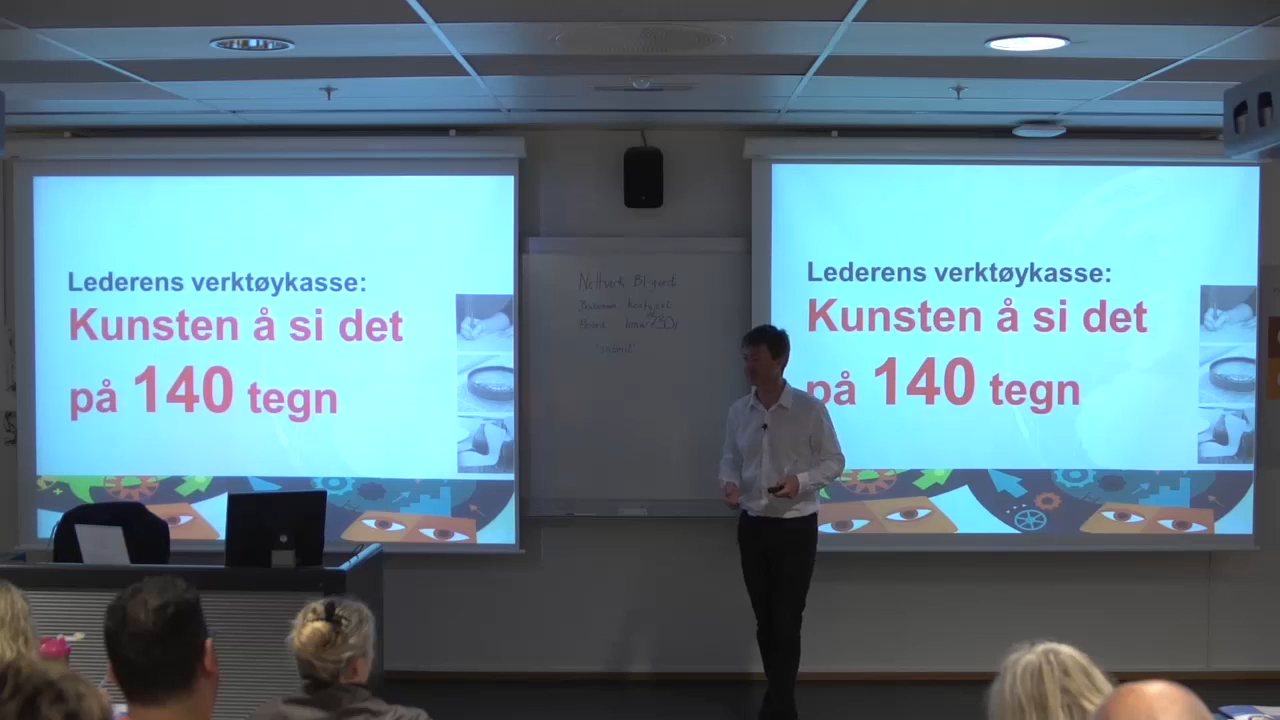 Lederens verktøykasse:
Kunsten å si det
på 140 tegn
Lederens verktøykasse:
Kunsten å si det
på 140 tegn